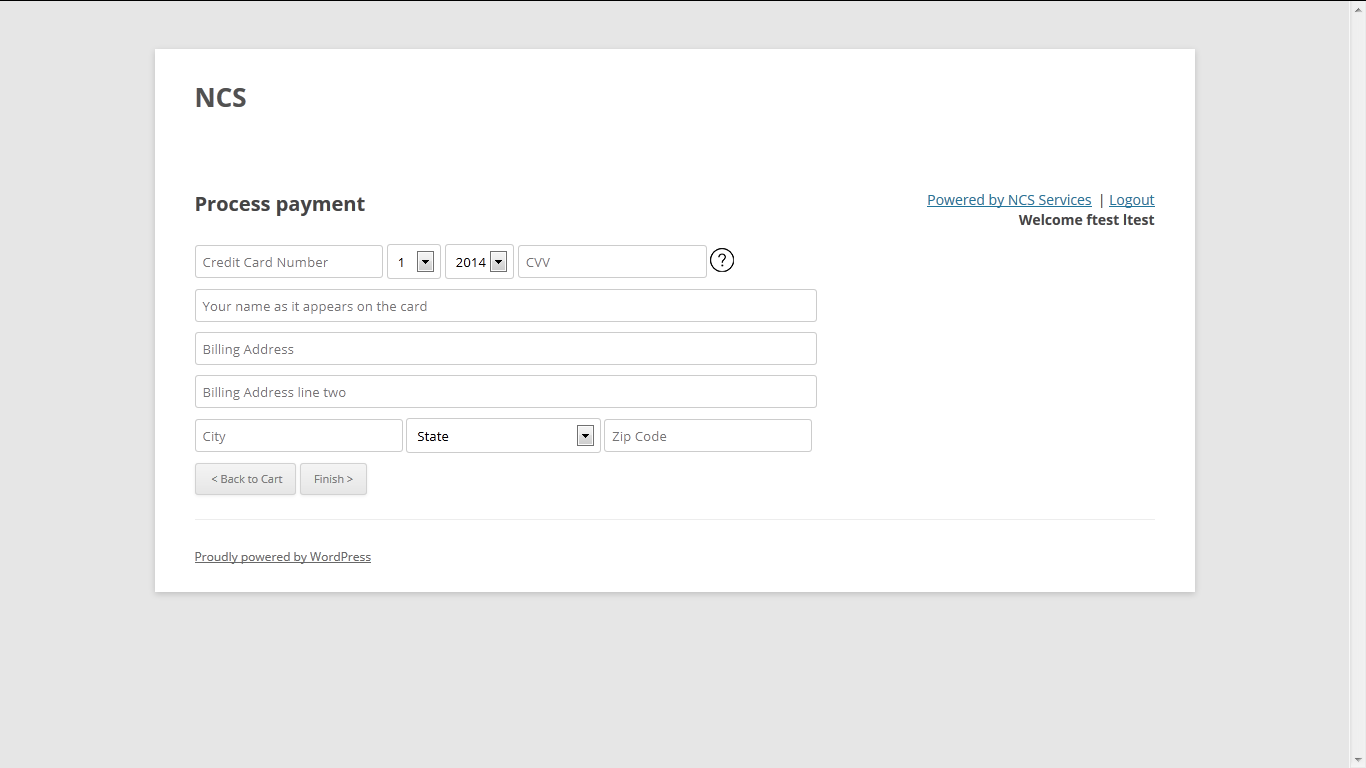 NCS
Process payment
Powered by NCS Services | Logout
Welcome ftest ltest
Credit Card Number 1 2014 CVV ?
Your name as it appears on the card
Billing Address
Billing Address line two
City State Zip Code
< Back to Cart Finish >
Proudly powered by WordPress